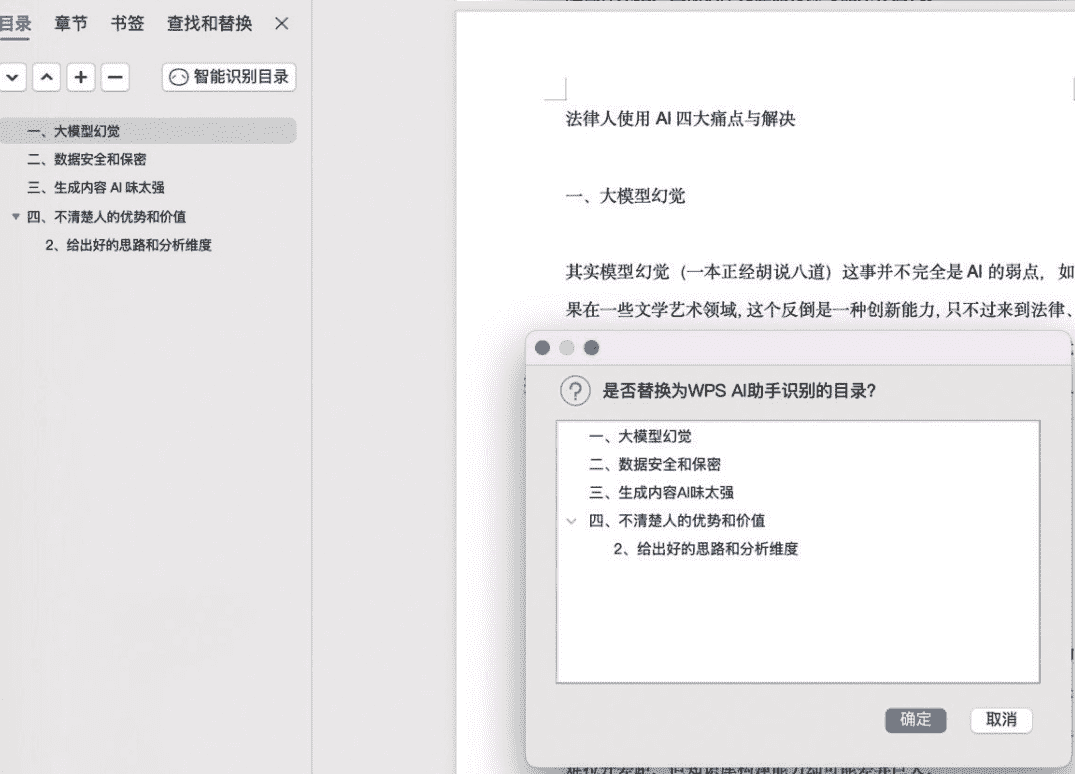 目录 章节 书签 查找和替换
智能识别目录
一、大模型幻觉
二、数据安全和保密
三、生成内容 AI 味太强
四、不清楚人的优势和价值
2、给出好的思路和分析维度
法律人使用 AI 四大痛点与解决
一、大模型幻觉
其实模型幻觉（一本正经胡说八道）这事并不完全是 AI 的弱点，如
果在一些文学艺术领域, 这个反倒是一种创新能力, 只不过来到法律、
是否替换为WPS AI助手识别的目录?
一、大模型幻觉
二、数据安全和保密
三、生成内容AI味太强
四、不清楚人的优势和价值
2、给出好的思路和分析维度
确定 取消